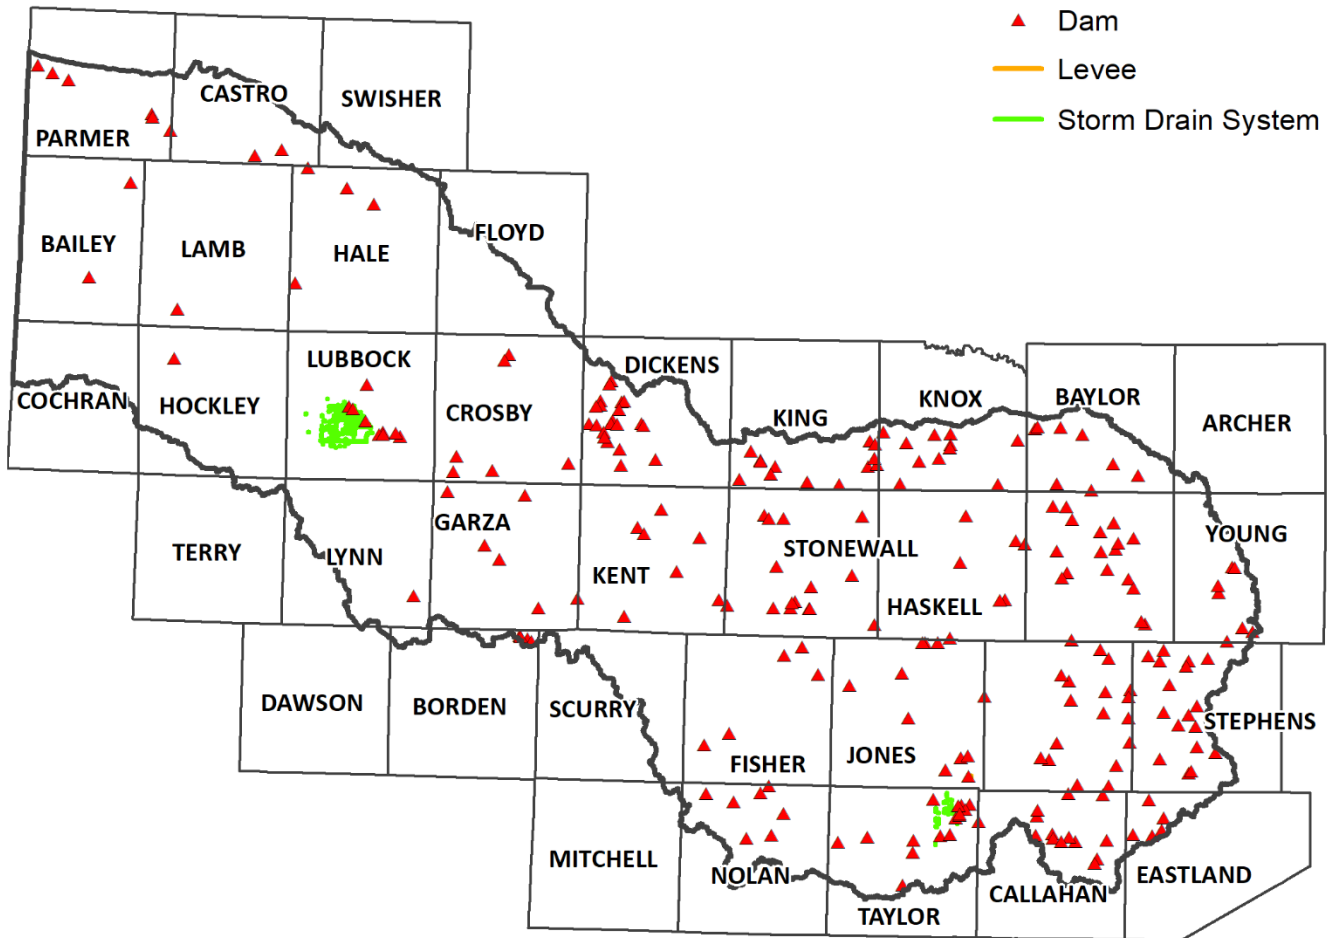 Dam
Levee
Storm Drain System
CASTRO
SWISHER
PARMER
FLOYD
BAILEY
LAMB
HALE
LUBBOCK
DICKENS
COCHRAN
HOCKLEY
CROSBY
KING
KNOX
BAYLOR
ARCHER
GARZA
TERRY
LYNN
KENT
STONEWALL
HASKELL
YOUNG
DAWSON
BORDEN
SCURRY
FISHER
JONES
STEPHENS
MITCHELL
NOLAN
TAYLOR
CALLAHAN
EASTLAND